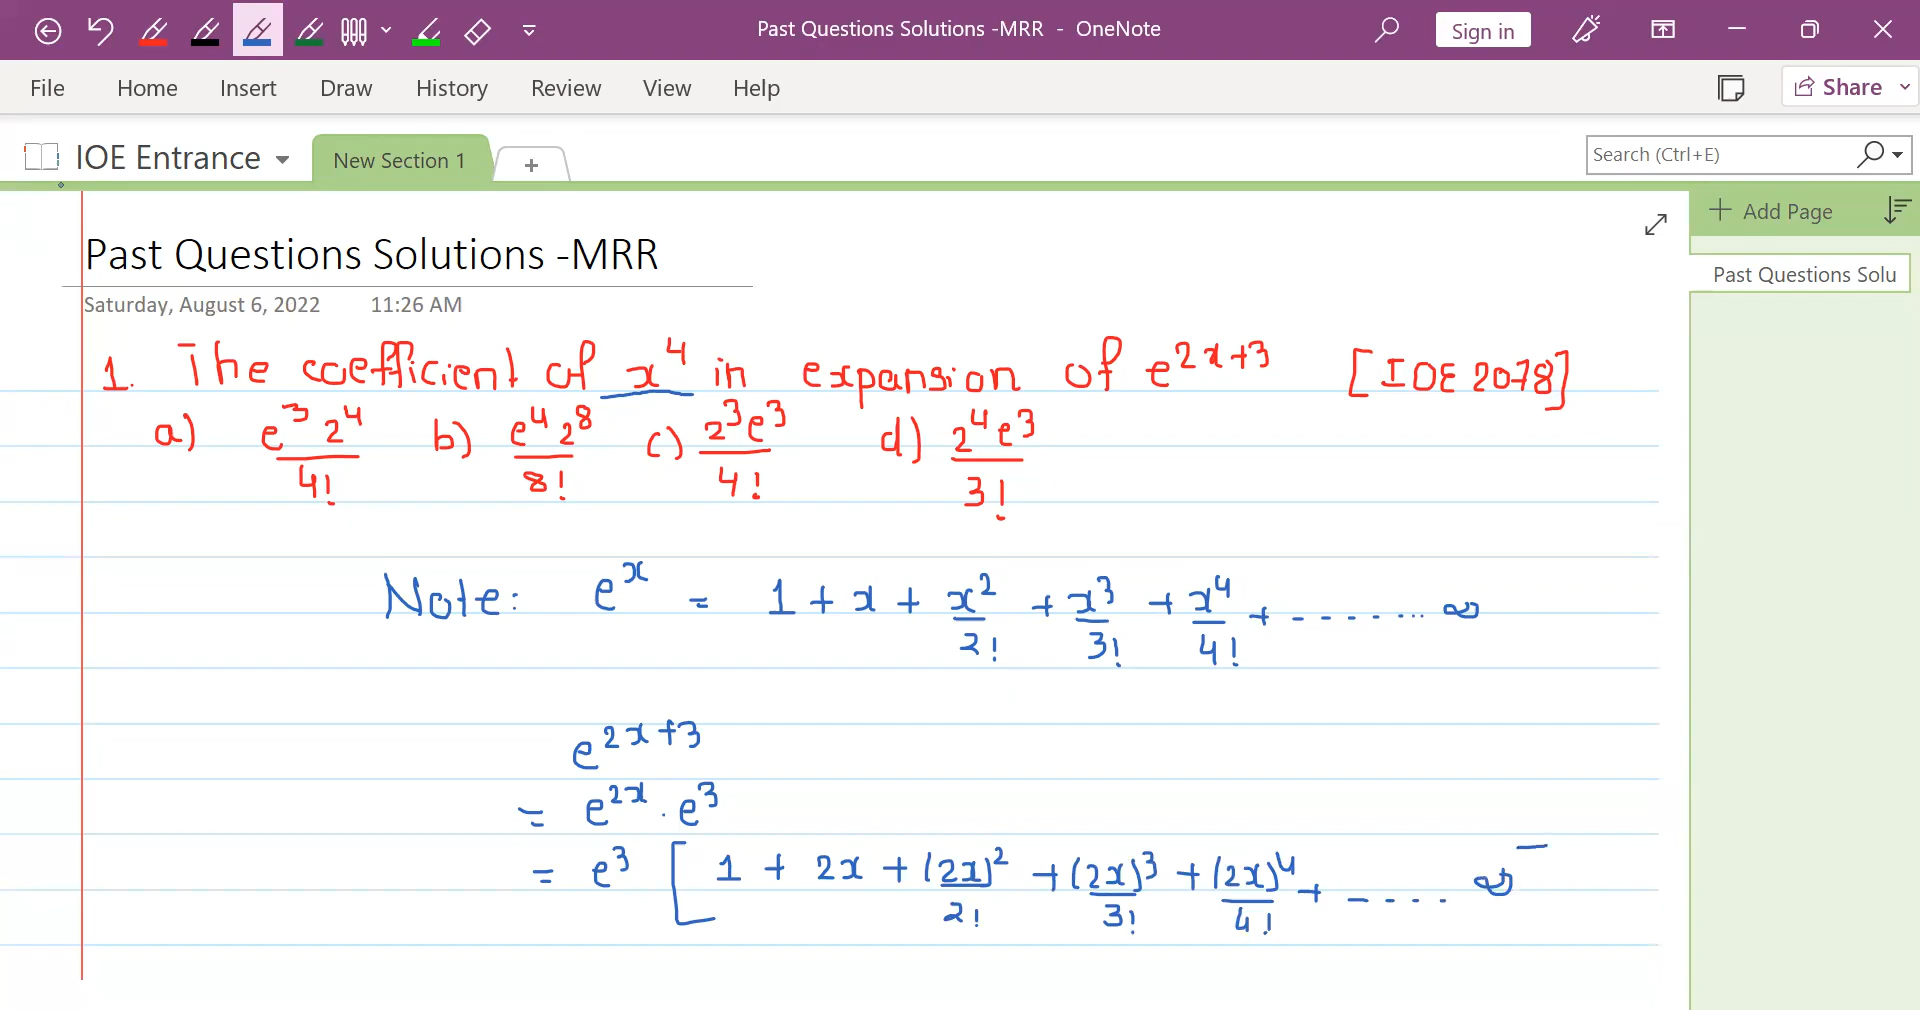 Past Questions Solutions -MRR - OneNote
Sign in
File Home Insert Draw History Review View Help
Share
IOE Entrance
New Section 1
+
Search (Ctrl+E)
Add Page
Past Questions Solu
Past Questions Solutions -MRR
Saturday, August 6, 2022 11:26 AM
1. The coefficient of x^4 in expansion of e^{2x+3} [IOE 2078]
a) e^3 2^4/4! b) e^4 2^8/8! c) 2^3 e^3/4! d) 2^4 e^3/3!
Note: e^x = 1 + x + x^2/2! + x^3/3! + x^4/4! + ........ ∞
e^{2x+3}
= e^{2x} . e^3
= e^3 [ 1 + 2x + (2x)^2/2! + (2x)^3/3! + (2x)^4/4! + ..... ∞